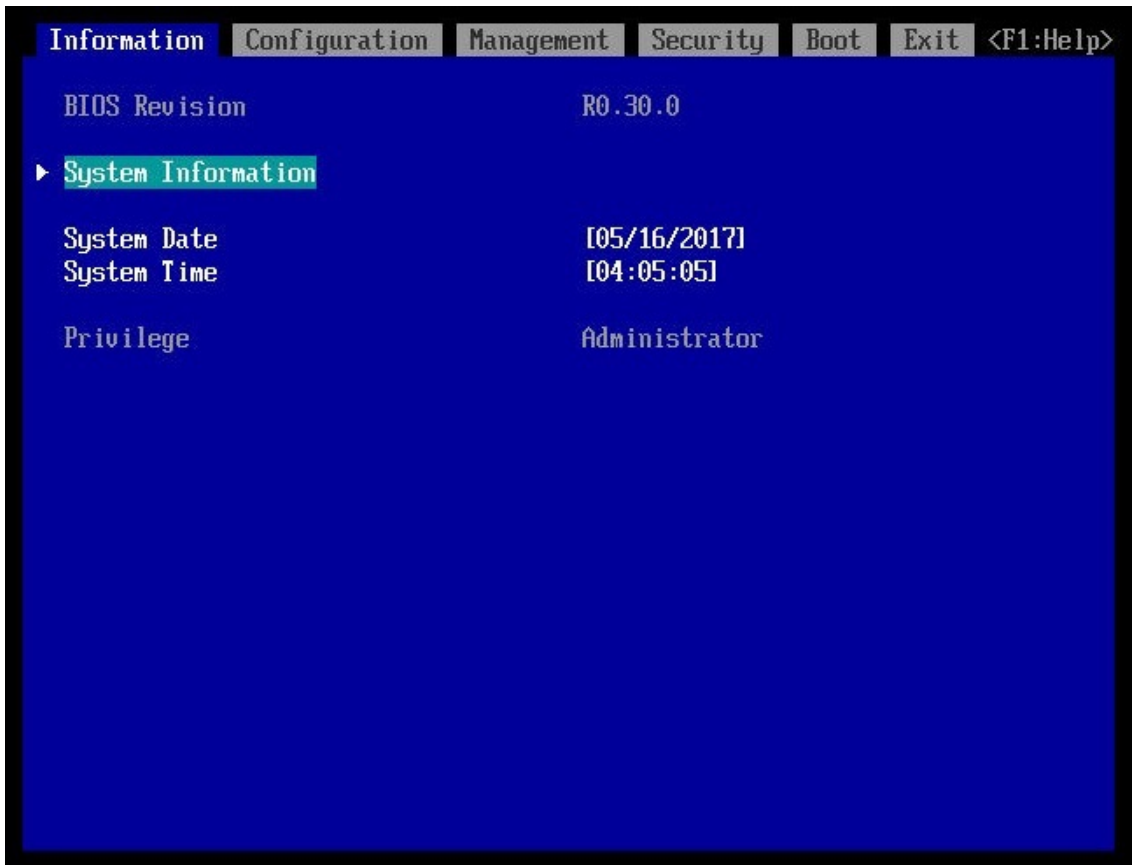 Information Configuration Management Security Boot Exit <F1:Help>
BIOS Revision R0.30.0
System Information
System Date [05/16/2017]
System Time [04:05:05]
Privilege Administrator